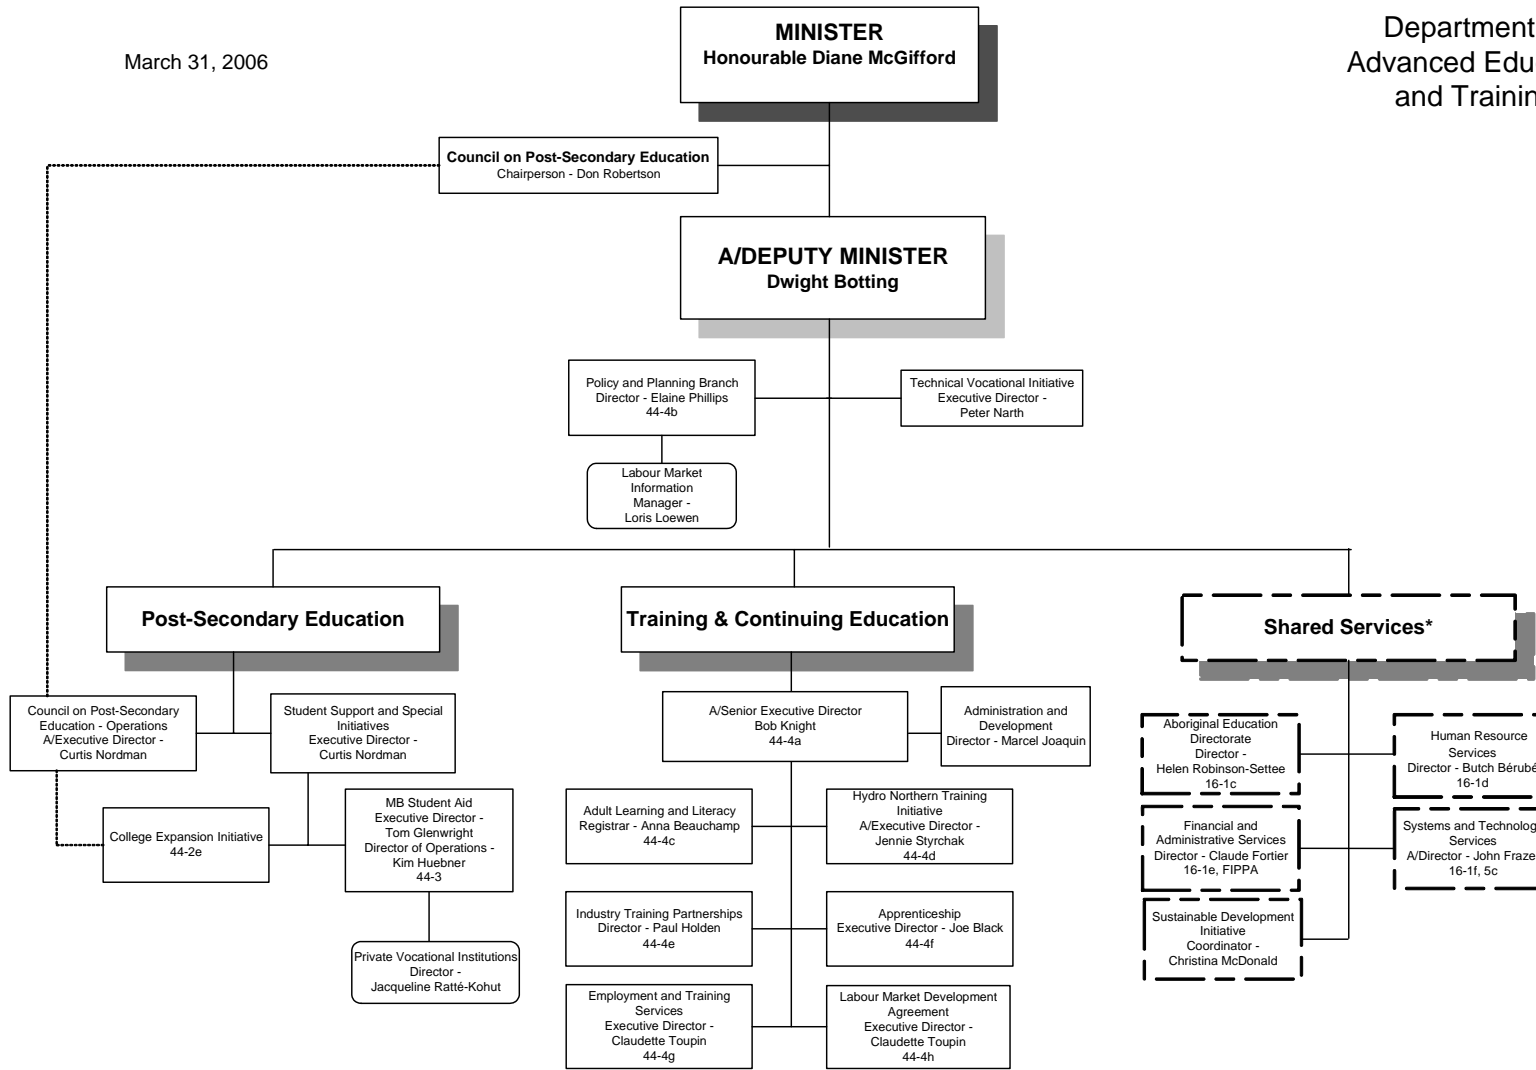 March 31, 2006
MINISTER
Honourable Diane McGifford
Department
Advanced Edu
and Trainin
Council on Post-Secondary Education
Chairperson - Don Robertson
A/DEPUTY MINISTER
Dwight Botting
Policy and Planning Branch
Director - Elaine Phillips
44-4b
Technical Vocational Initiative
Executive Director -
Peter Narth
Labour Market
Information
Manager -
Loris Loewen
Post-Secondary Education
Training & Continuing Education
Shared Services*
Council on Post-Secondary
Education - Operations
A/Executive Director -
Curtis Nordman
Student Support and Special
Initiatives
Executive Director -
Curtis Nordman
College Expansion Initiative
44-2e
MB Student Aid
Executive Director -
Tom Glenwright
Director of Operations -
Kim Huebner
44-3
Private Vocational Institutions
Director -
Jacqueline Ratté-Kohut
A/Senior Executive Director
Bob Knight
44-4a
Administration and
Development
Director - Marcel Joaquin
Adult Learning and Literacy
Registrar - Anna Beauchamp
44-4c
Hydro Northern Training
Initiative
A/Executive Director -
Jennie Styrchak
44-4d
Industry Training Partnerships
Director - Paul Holden
44-4e
Apprenticeship
Executive Director - Joe Black
44-4f
Employment and Training
Services
Executive Director -
Claudette Toupin
44-4g
Labour Market Development
Agreement
Executive Director -
Claudette Toupin
44-4h
Aboriginal Education
Directorate
Director -
Helen Robinson-Settee
16-1c
Human Resource
Services
Director - Butch Bérubé
16-1d
Financial and
Administrative Services
Director - Claude Fortier
16-1e, FIPPA
Systems and Technolog
Services
A/Director - John Fraze
16-1f, 5c
Sustainable Development
Initiative
Coordinator -
Christina McDonald